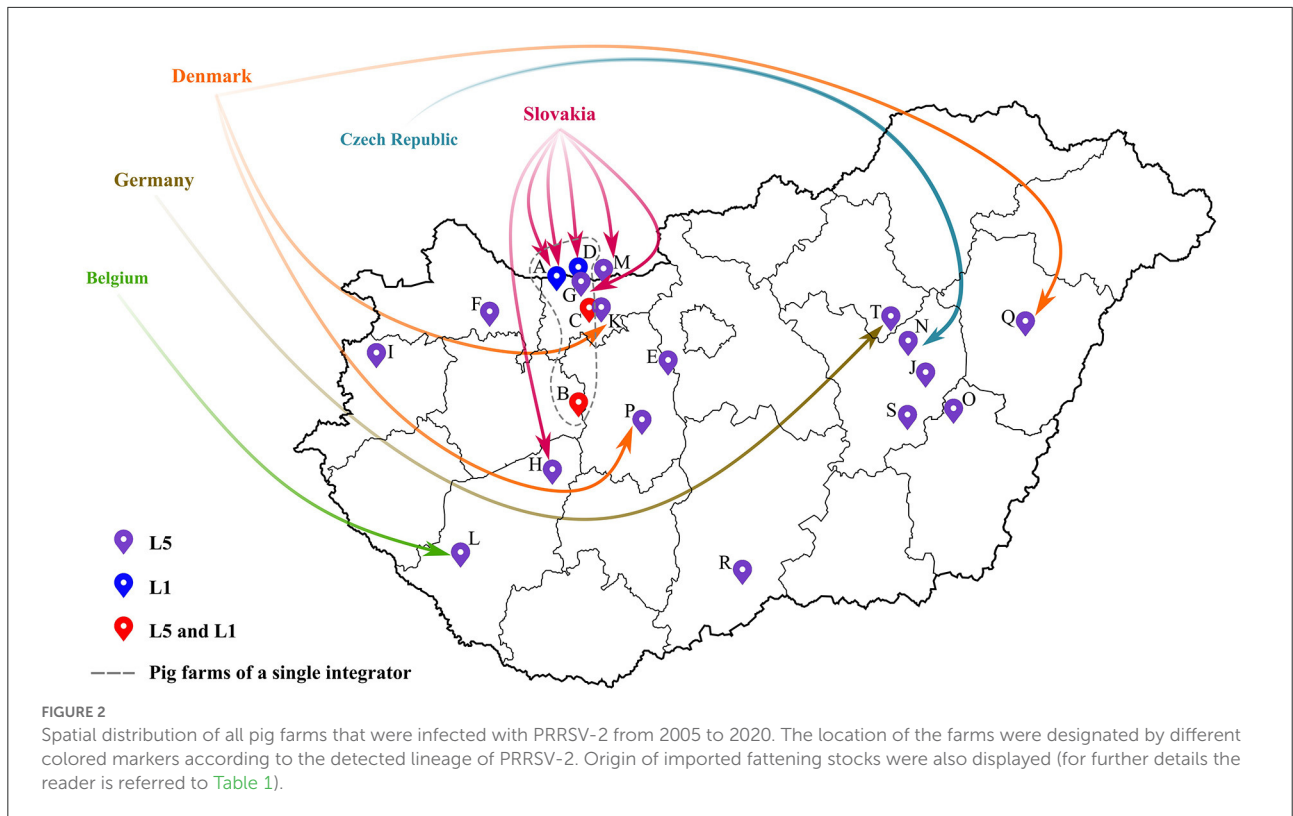 Denmark
Slovakia
Czech Republic
Germany
Belgium
A
D
M
G
F
C
K
T
N
Q
I
E
J
B
P
S
O
H
L
R
L5
L1
L5 and L1
Pig farms of a single integrator
FIGURE 2
Spatial distribution of all pig farms that were infected with PRRSV-2 from 2005 to 2020. The location of the farms were designated by different
colored markers according to the detected lineage of PRRSV-2. Origin of imported fattening stocks were also displayed (for further details the
reader is referred to Table 1).